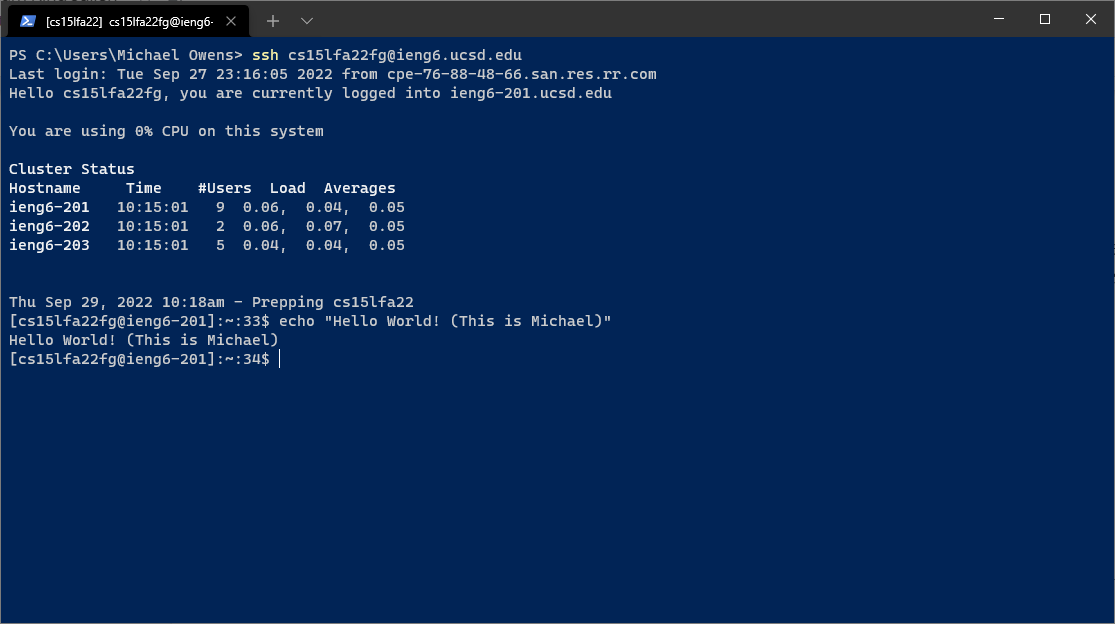 [cs15lfa22] cs15lfa22fg@ieng6-
PS C:\Users\Michael Owens> ssh cs15lfa22fg@ieng6.ucsd.edu
Last login: Tue Sep 27 23:16:05 2022 from cpe-76-88-48-66.san.res.rr.com
Hello cs15lfa22fg, you are currently logged into ieng6-201.ucsd.edu
You are using 0% CPU on this system
Cluster Status
Hostname     Time    #Users  Load  Averages
ieng6-201   10:15:01   9  0.06,  0.04,  0.05
ieng6-202   10:15:01   2  0.06,  0.07,  0.05
ieng6-203   10:15:01   5  0.04,  0.04,  0.05
Thu Sep 29, 2022 10:18am - Prepping cs15lfa22
[cs15lfa22fg@ieng6-201]:~:33$ echo "Hello World! (This is Michael)"
Hello World! (This is Michael)
[cs15lfa22fg@ieng6-201]:~:34$